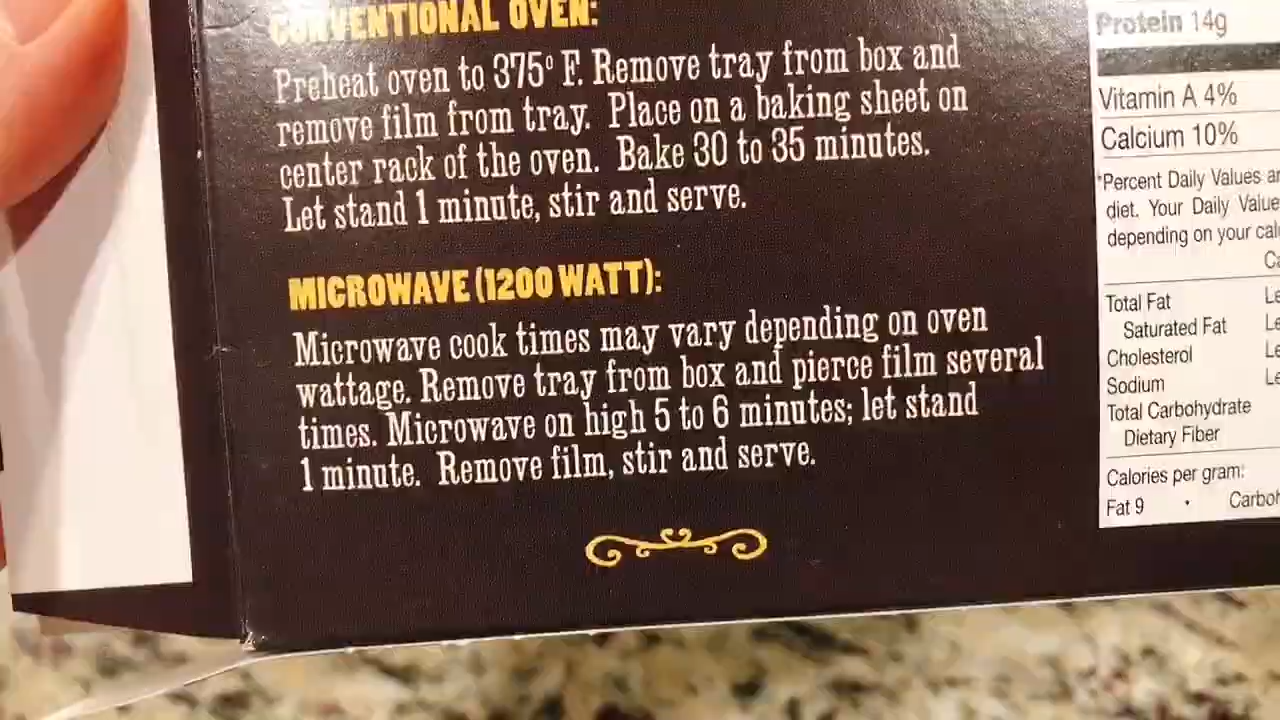 CONVENTIONAL OVEN:
Preheat oven to 375° F. Remove tray from box and
remove film from tray. Place on a baking sheet on
center rack of the oven. Bake 30 to 35 minutes.
Let stand 1 minute, stir and serve.
MICROWAVE (1200 WATT):
Microwave cook times may vary depending on oven
wattage. Remove tray from box and pierce film several
times. Microwave on high 5 to 6 minutes; let stand
1 minute. Remove film, stir and serve.
Protein 14g
Vitamin A 4%
Calcium 10%
*Percent Daily Values
diet. Your Daily
depending on your
Total Fat
Saturated Fat
Cholesterol
Sodium
Total Carbohydrate
Dietary Fiber
Calories per gram:
Fat 9 •